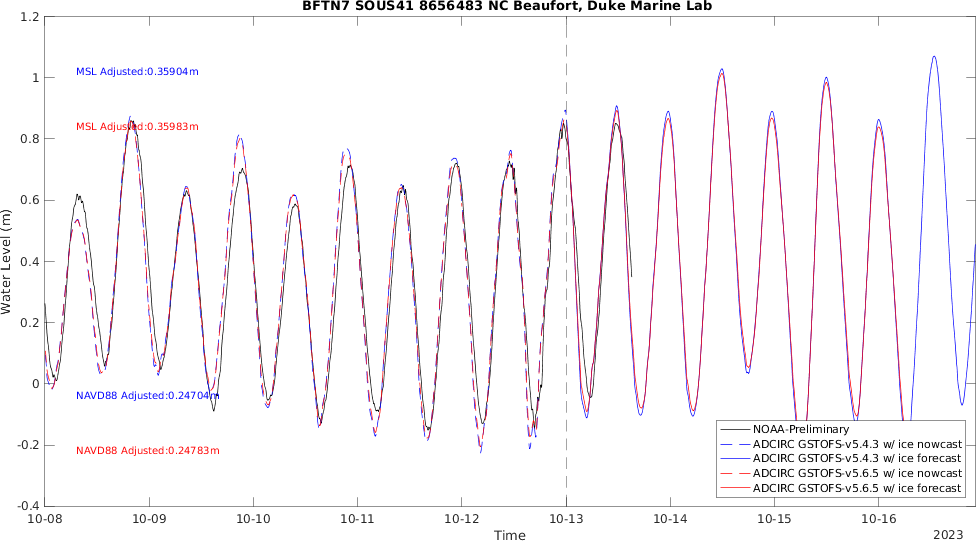 BFTN7 SOUS41 8656483 NC Beaufort, Duke Marine Lab
1.2
1
0.8
0.6
0.4
0.2
0
-0.2
-0.4
Water Level (m)
MSL Adjusted:0.35904m
MSL Adjusted:0.35983m
NAVD88 Adjusted:0.24704m
NAVD88 Adjusted:0.24783m
NOAA-Preliminary
ADCIRC GSTOFS-v5.4.3 w/ ice nowcast
ADCIRC GSTOFS-v5.4.3 w/ ice forecast
ADCIRC GSTOFS-v5.6.5 w/ ice nowcast
ADCIRC GSTOFS-v5.6.5 w/ ice forecast
10-08 10-09 10-10 10-11 10-12 10-13 10-14 10-15 10-16
Time
2023